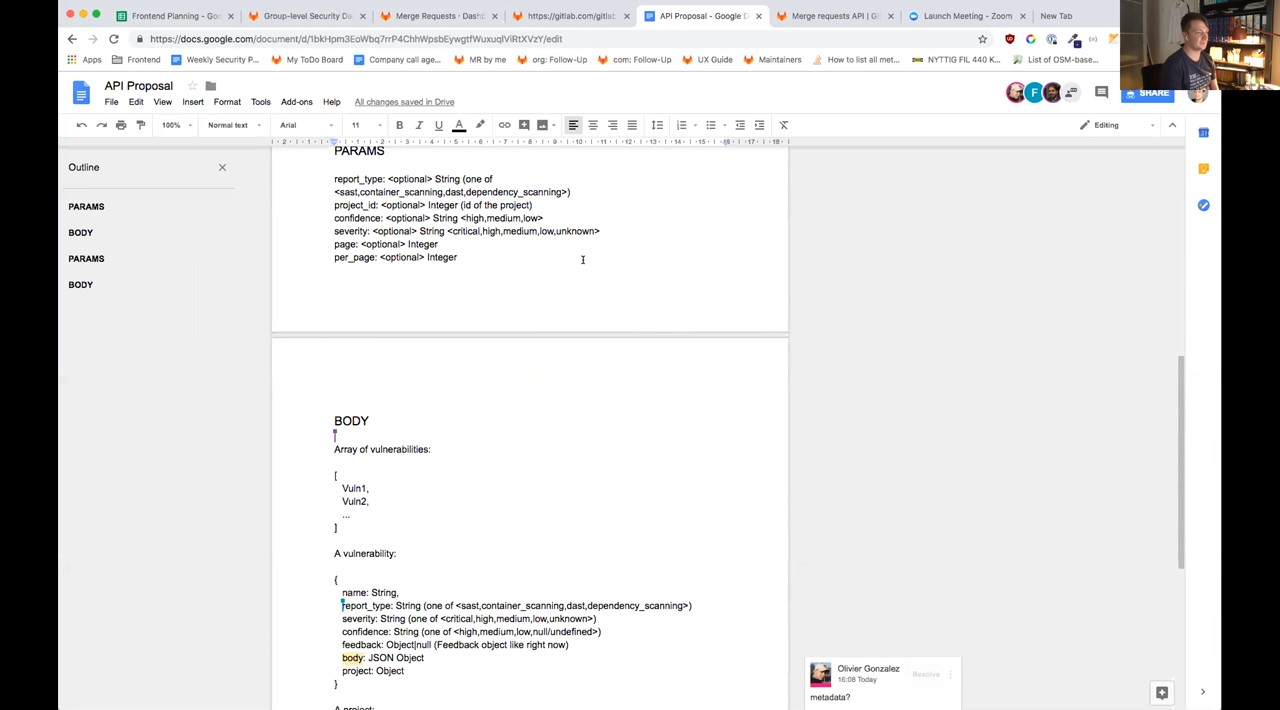 Frontend Planning - Goo
Group-level Security Da
Merge Requests · Dashb
https://gitlab.com/gitlab
API Proposal - Google D
Merge requests API | Git
Launch Meeting - Zoom
New Tab
https://docs.google.com/document/d/1bkHpm3EoWbq7rrP4ChhWpsbEywgtfWuxuqIViRtXVzY/edit
Apps
Frontend
Weekly Security P...
My ToDo Board
Company call age...
MR by me
org: Follow-Up
com: Follow-Up
UX Guide
Maintainers
How to list all met...
NYTTIG FIL 440 K...
List of OSM-base...
API Proposal
File Edit View Insert Format Tools Add-ons Help All changes saved in Drive
F
SHARE
100% Normal text Arial 11 B I U A Editing
Outline
PARAMS
BODY
PARAMS
BODY
PARAMS
report_type: <optional> String (one of
<sast,container_scanning,dast,dependency_scanning>)
project_id: <optional> Integer (id of the project)
confidence: <optional> String <high,medium,low>
severity: <optional> String <critical,high,medium,low,unknown>
page: <optional> Integer
per_page: <optional> Integer
BODY
Array of vulnerabilities:
[
Vuln1,
Vuln2,
...
]
A vulnerability:
{
name: String,
report_type: String (one of <sast,container_scanning,dast,dependency_scanning>)
severity: String (one of <critical,high,medium,low,unknown>)
confidence: String (one of <high,medium,low,null/undefined>)
feedback: Object|null (Feedback object like right now)
body: JSON Object
project: Object
}
A project:
Olivier Gonzalez
16:08 Today
Resolve
metadata?